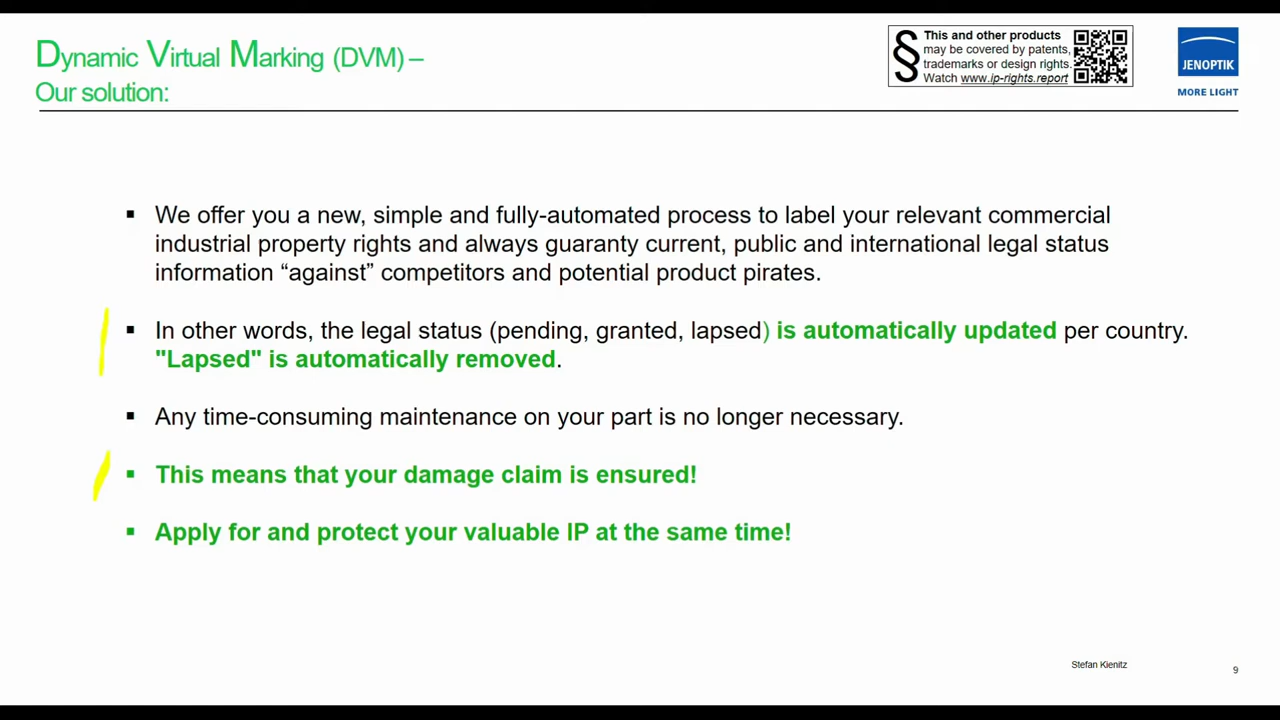 Dynamic Virtual Marking (DVM) –
Our solution:
§
This and other products
may be covered by patents,
trademarks or design rights.
Watch www.ip-rights.report
JENOPTIK
MORE LIGHT
▪ We offer you a new, simple and fully-automated process to label your relevant commercial
industrial property rights and always guaranty current, public and international legal status
information “against” competitors and potential product pirates.
▪ In other words, the legal status (pending, granted, lapsed) is automatically updated per country.
"Lapsed" is automatically removed.
▪ Any time-consuming maintenance on your part is no longer necessary.
▪ This means that your damage claim is ensured!
▪ Apply for and protect your valuable IP at the same time!
Stefan Kienitz
9